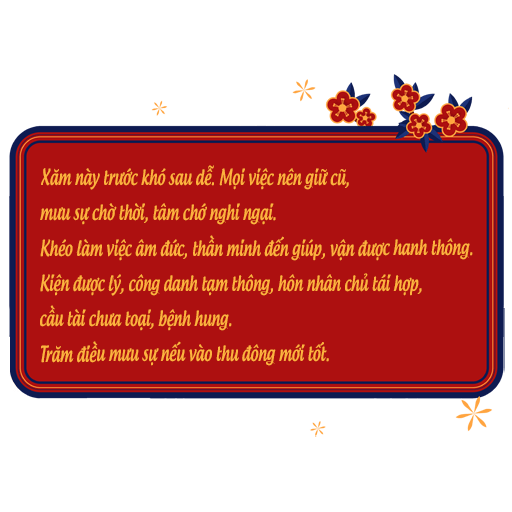 Xăm này trước khó sau dễ. Mọi việc nên giữ cũ,
mưu sự chờ thời, tâm chớ nghi ngại.
Khéo làm việc âm đức, thần minh đến giúp, vận được hanh thông.
Kiện được lý, công danh tạm thông, hôn nhân chủ tái hợp,
cầu tài chưa toại, bệnh hung.
Trăm điều mưu sự nếu vào thu đông mới tốt.